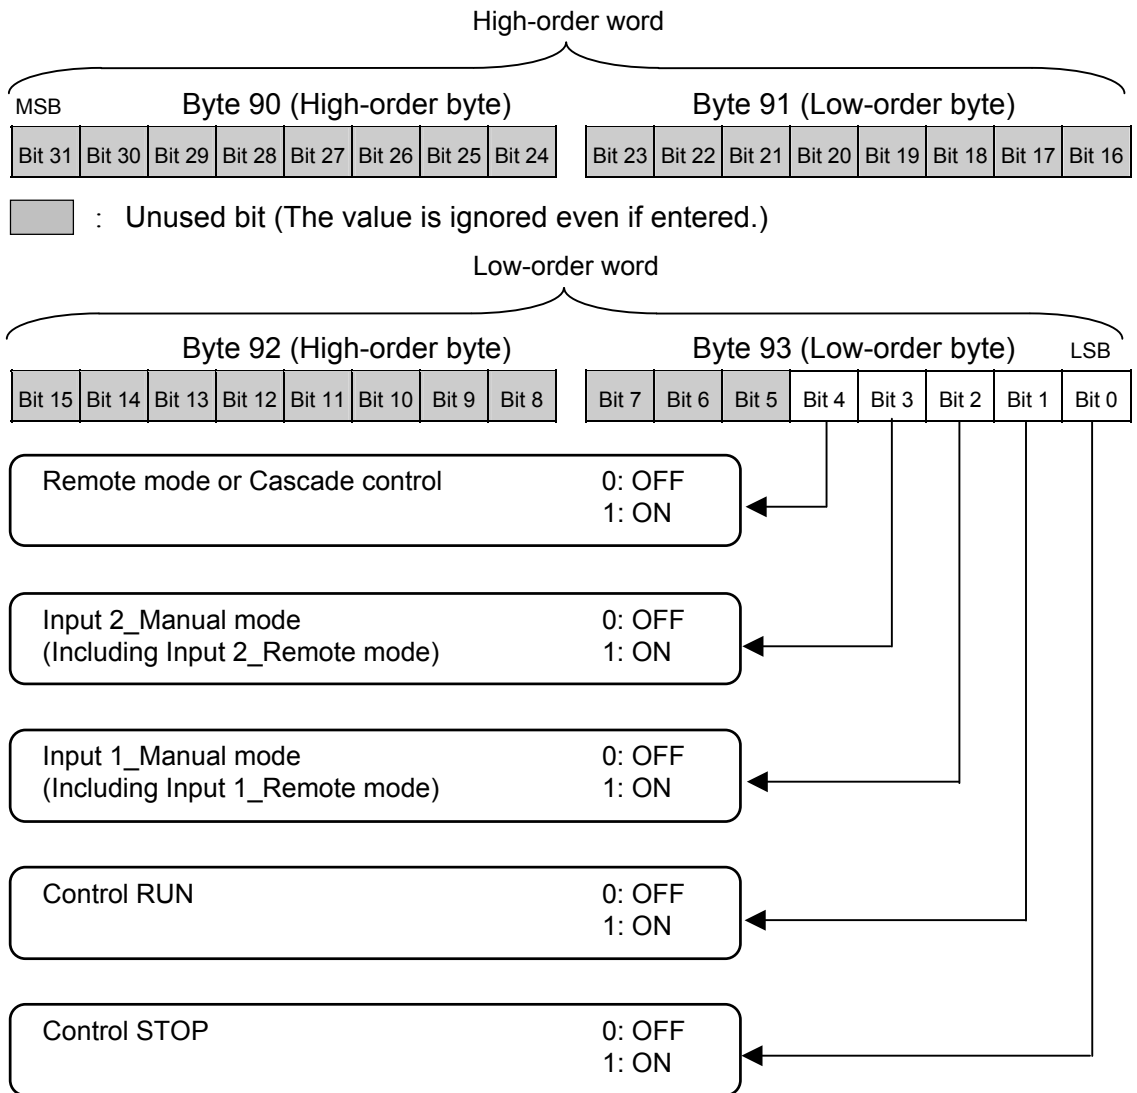 High-order word
MSB Byte 90 (High-order byte) Byte 91 (Low-order byte)
Bit 31 Bit 30 Bit 29 Bit 28 Bit 27 Bit 26 Bit 25 Bit 24 Bit 23 Bit 22 Bit 21 Bit 20 Bit 19 Bit 18 Bit 17 Bit 16
: Unused bit (The value is ignored even if entered.)
Low-order word
Byte 92 (High-order byte) Byte 93 (Low-order byte) LSB
Bit 15 Bit 14 Bit 13 Bit 12 Bit 11 Bit 10 Bit 9 Bit 8 Bit 7 Bit 6 Bit 5 Bit 4 Bit 3 Bit 2 Bit 1 Bit 0
Remote mode or Cascade control 0: OFF
1: ON
Input 2_Manual mode 0: OFF
(Including Input 2_Remote mode) 1: ON
Input 1_Manual mode 0: OFF
(Including Input 1_Remote mode) 1: ON
Control RUN 0: OFF
1: ON
Control STOP 0: OFF
1: ON